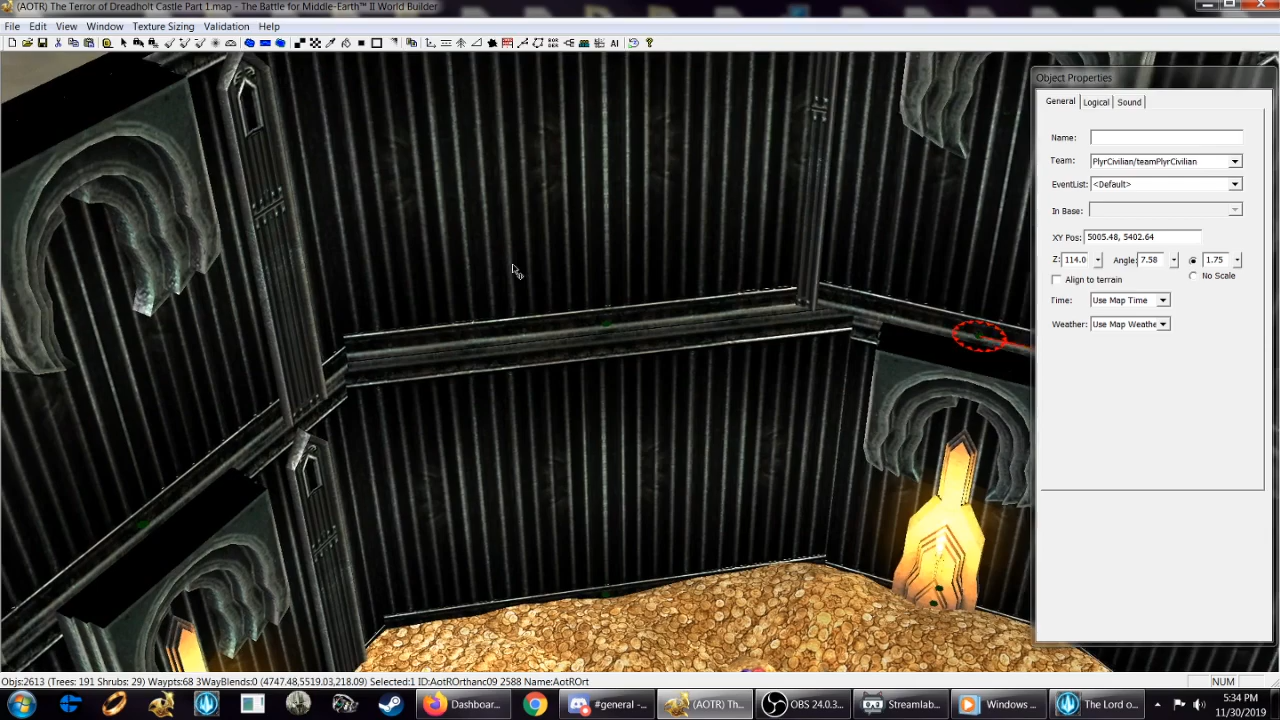 (AOTR) The Terror of Dreadholt Castle Part 1.map - The Battle for Middle-Earth™ II World Builder
File Edit View Window Texture Sizing Validation Help
AI
Object Properties
General Logical Sound
Name:
Team: PlyrCivilian/teamPlyrCivilian
EventList: <Default>
In Base:
XY Pos: 5005.48, 5402.64
Z: 114.0 Angle: 7.58 1.75
No Scale
Align to terrain
Time: Use Map Time
Weather: Use Map Weathe
Objs:2613 (Trees: 191 Shrubs: 29) Waypts:68 3WayBlends:0 (4747.48,5519.03,218.09) Selected:1 ID:AotROrthanc09 2588 Name:AotROrt
NUM
Dashboar... #general -... (AOTR) Th... OBS 24.0.3... Streamlab... Windows ... The Lord o...
5:34 PM
11/30/2019